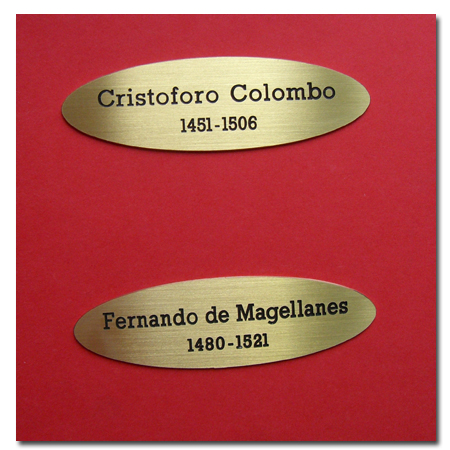 Cristoforo Colombo
1451-1506
Fernando de Magellanes
1480-1521